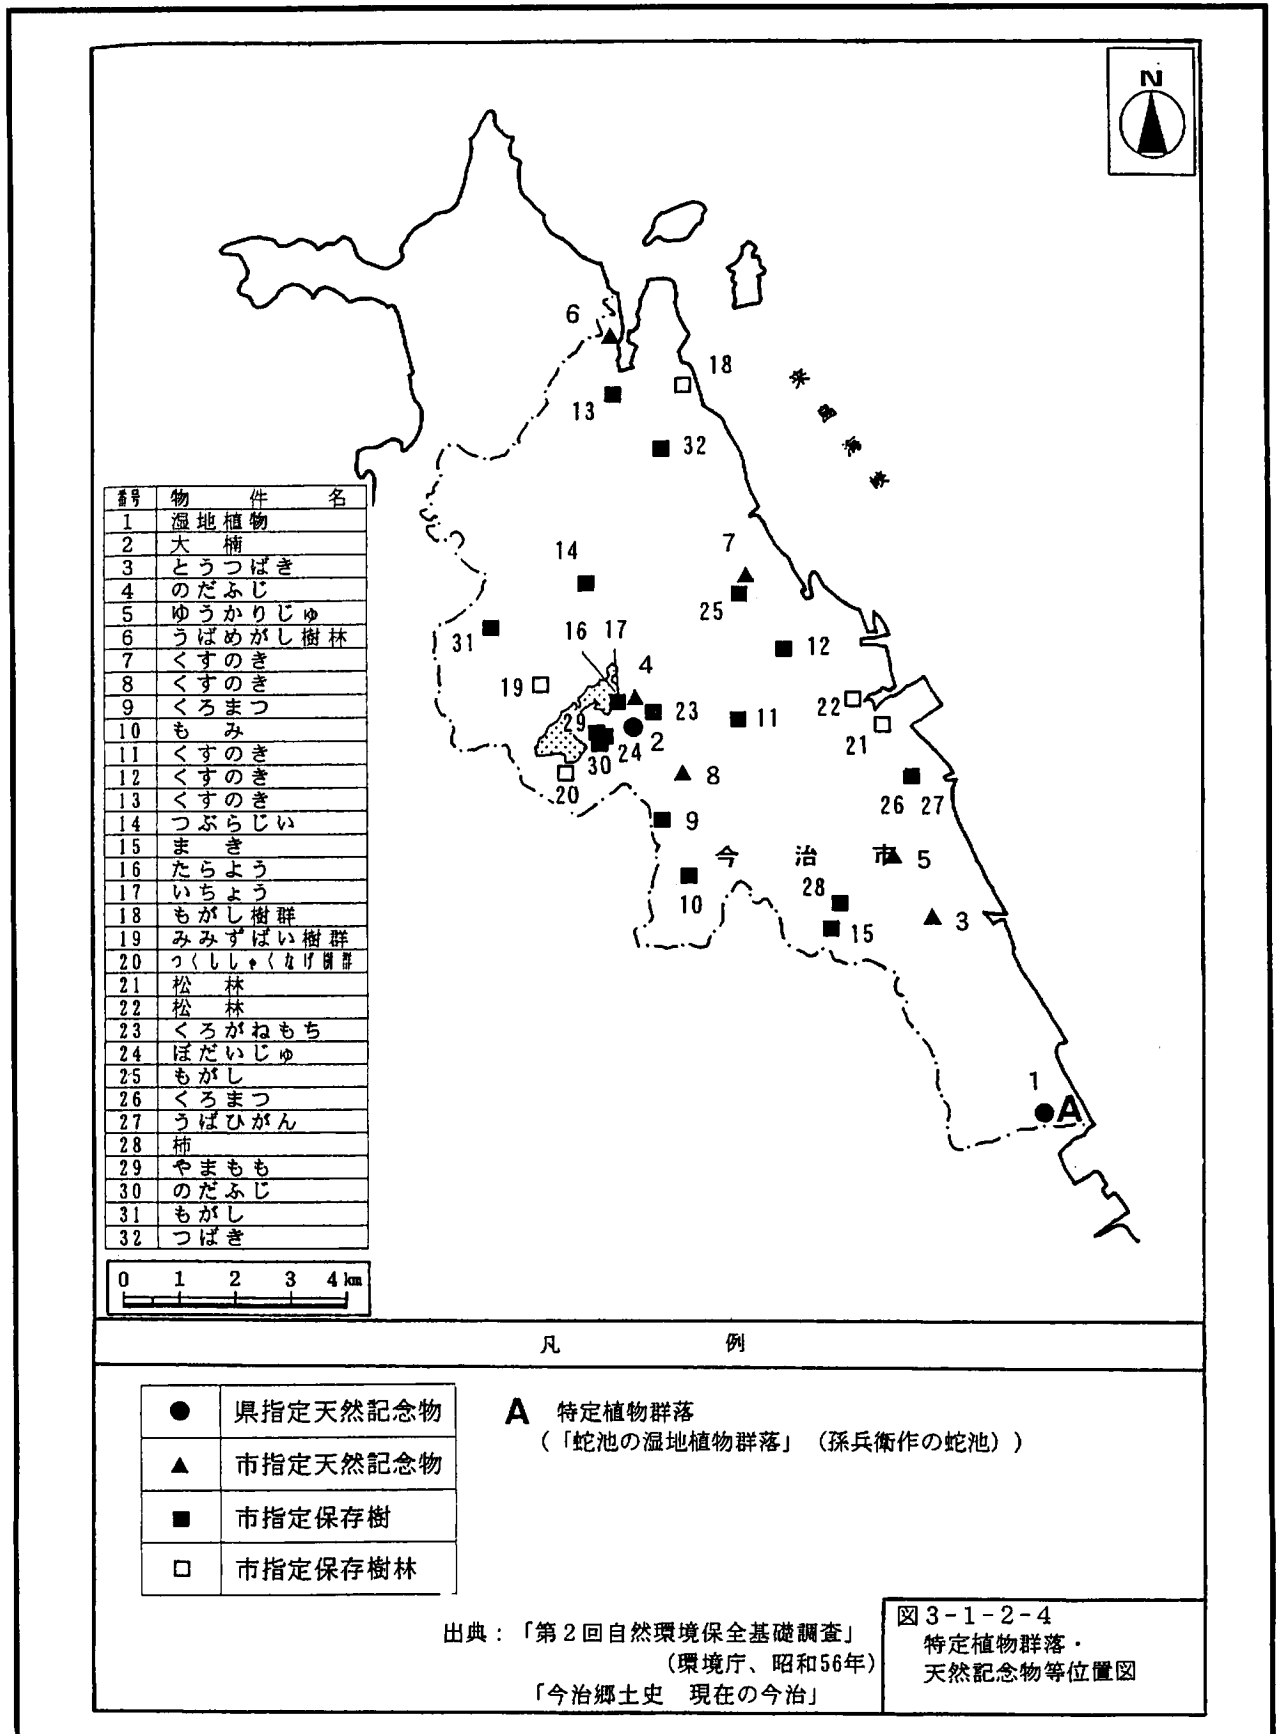 N
6
18
13
32
来島海峡
7
14
25
16 17
31
12
4
19
23
22
11
29
2
24
21
30
8
20
26 27
9
今治市
5
28
10
3
15
1
A
番号 物件名
1 湿地植物
2 大楠
3 とうつばき
4 のだふじ
5 ゆうかりじゅ
6 うばめがし樹林
7 くすのき
8 くすのき
9 くろまつ
10 もみ
11 くすのき
12 くすのき
13 くすのき
14 つぶらじい
15 まき
16 たらよう
17 いちょう
18 もがし樹群
19 みみずばい樹群
20 つくししゃくなげ樹群
21 松林
22 松林
23 くろがねもち
24 ぼだいじゅ
25 もがし
26 くろまつ
27 うばひがん
28 柿
29 やまもも
30 のだふじ
31 もがし
32 つばき
0 1 2 3 4km
凡例
● 県指定天然記念物
▲ 市指定天然記念物
■ 市指定保存樹
□ 市指定保存樹林
A 特定植物群落
(「蛇池の湿地植物群落」(孫兵衛作の蛇池))
出典:「第2回自然環境保全基礎調査」
(環境庁、昭和56年)
「今治郷土史 現在の今治」
図3-1-2-4
特定植物群落・
天然記念物等位置図